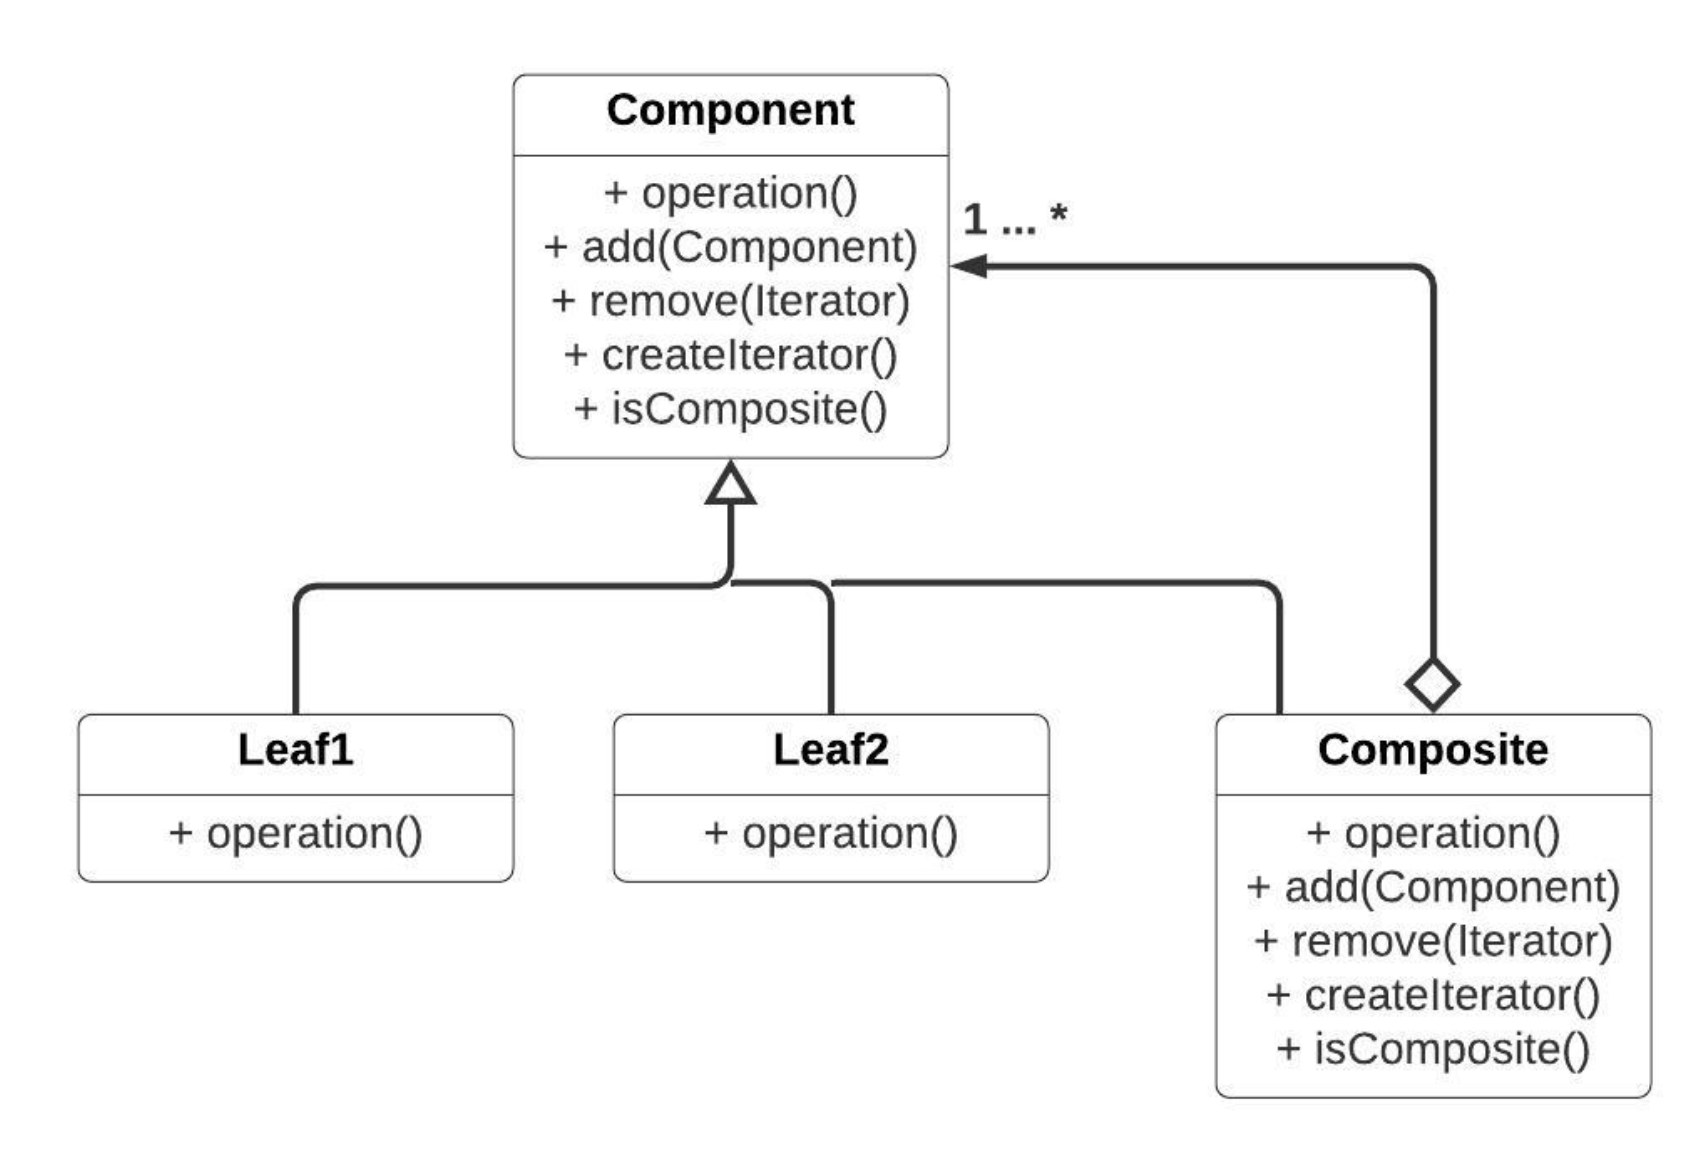 Component
+ operation()
+ add(Component)
+ remove(Iterator)
+ createIterator()
+ isComposite()
1 ... *
Leaf1
+ operation()
Leaf2
+ operation()
Composite
+ operation()
+ add(Component)
+ remove(Iterator)
+ createIterator()
+ isComposite()